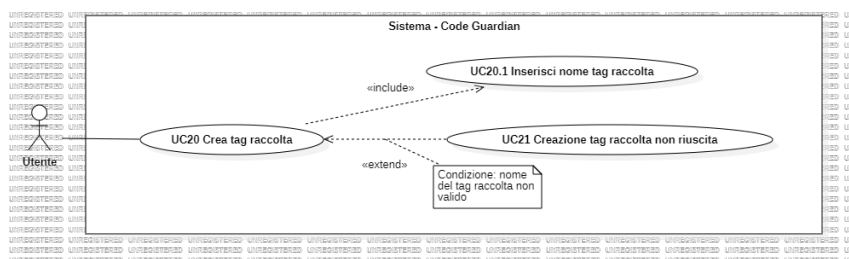 Sistema - Code Guardian
UC20.1 Inserisci nome tag raccolta
«include»
UC20 Crea tag raccolta
UC21 Creazione tag raccolta non riuscita
Utente
«extend»
Condizione: nome
del tag raccolta non
valido
UNREGISTERED